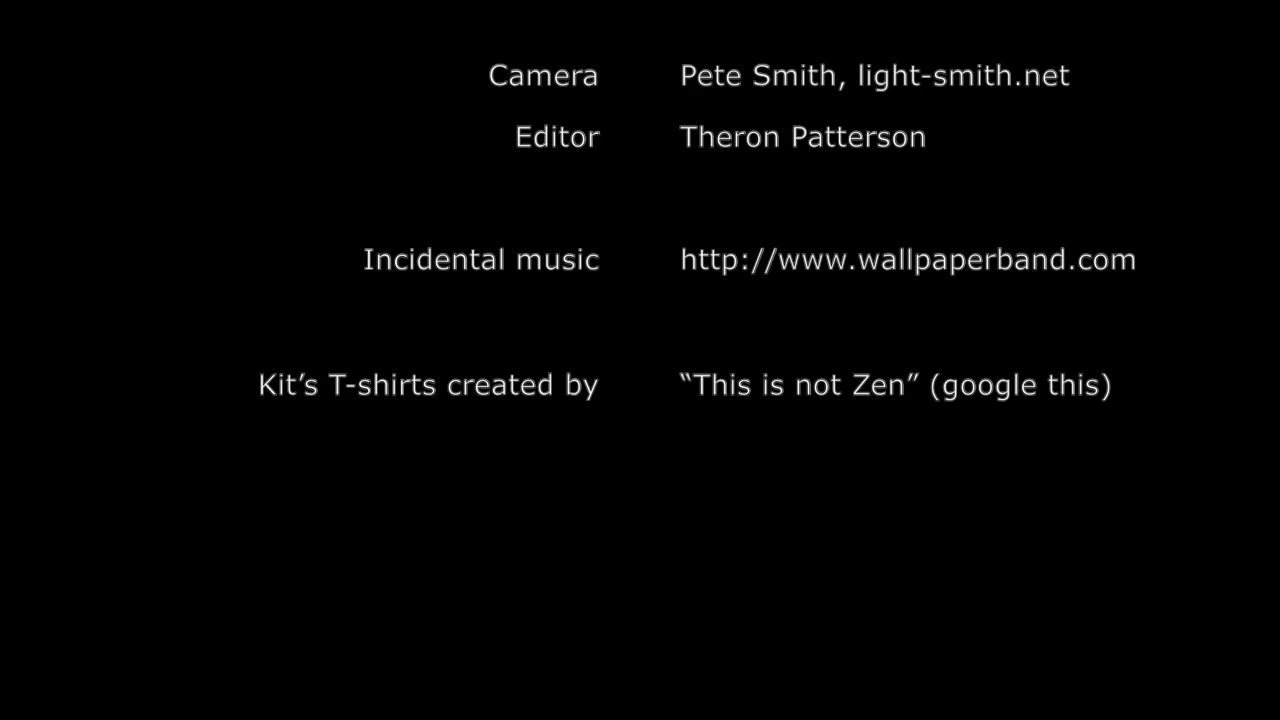 Camera Pete Smith, light-smith.net
Editor Theron Patterson
Incidental music http://www.wallpaperband.com
Kit’s T-shirts created by “This is not Zen” (google this)